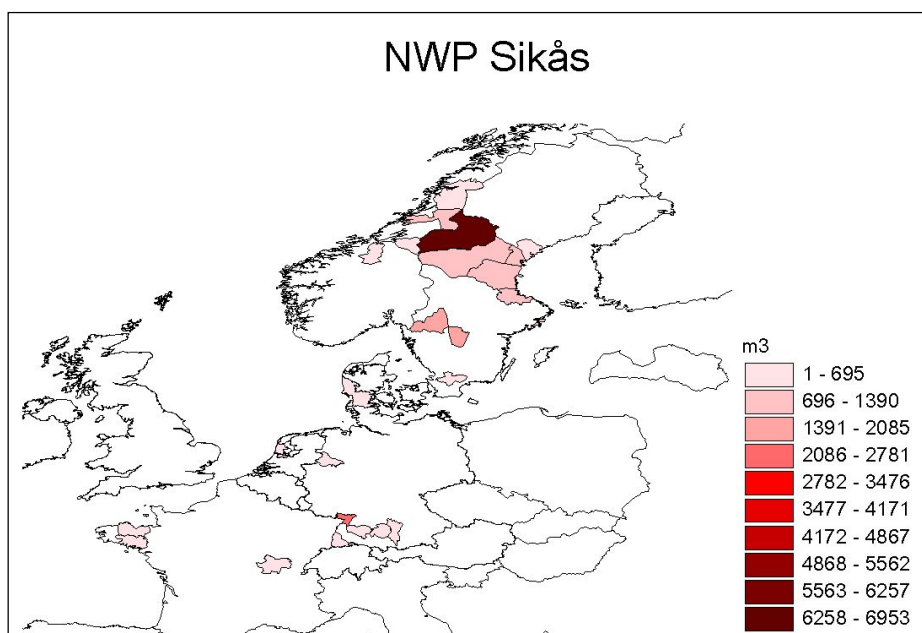 NWP Sikås
m3
1 - 695
696 - 1390
1391 - 2085
2086 - 2781
2782 - 3476
3477 - 4171
4172 - 4867
4868 - 5562
5563 - 6257
6258 - 6953